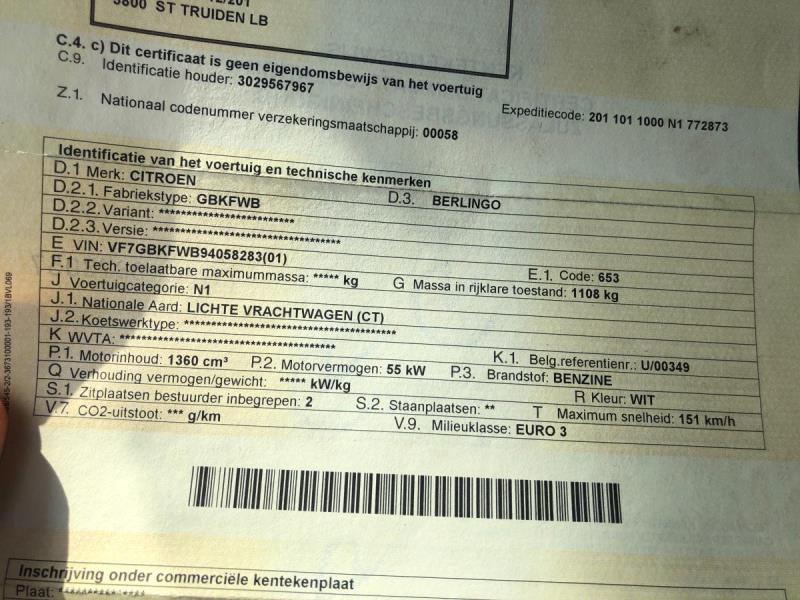 3800 ST TRUIDEN LB
C.4. c) Dit certificaat is geen eigendomsbewijs van het voertuig
C.9. Identificatie houder: 3029567967
Expeditiecode: 201 101 1000 N1 772873
Z.1. Nationaal codenummer verzekeringsmaatschappij: 00058
Identificatie van het voertuig en technische kenmerken
D.1 Merk: CITROEN D.3. BERLINGO
D.2.1. Fabriekstype: GBKFWB
D.2.2. Variant: ***********************
D.2.3. Versie: ***********************************
E VIN: VF7GBKFWB94058283(01) E.1. Code: 653
F.1 Tech. toelaatbare maximummassa: ***** kg G Massa in rijklare toestand: 1108 kg
J Voertuigcategorie: N1
J.1. Nationale Aard: LICHTE VRACHTWAGEN (CT)
J.2. Koetswerktype: ***********************************
K WVTA: *********************************** K.1. Belg.referentienr.: U/00349
P.1. Motorinhoud: 1360 cm³ P.2. Motorvermogen: 55 kW P.3. Brandstof: BENZINE
Q Verhouding vermogen/gewicht: ***** kW/kg R Kleur: WIT
S.1. Zitplaatsen bestuurder inbegrepen: 2 S.2. Staanplaatsen: ** T Maximum snelheid: 151 km/h
V.7. CO2-uitstoot: *** g/km V.9. Milieuklasse: EURO 3
Inschrijving onder commerciële kentekenplaat
Plaat: **************